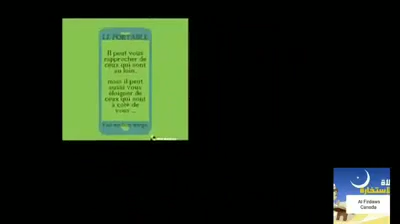 LE PORTABLE
Il peut vous
rapprocher de
ceux qui sont
au loin,
mais il peut
aussi vous
éloigner de
ceux qui sont
à coté de
vous ...
Al Firdaws
Canada